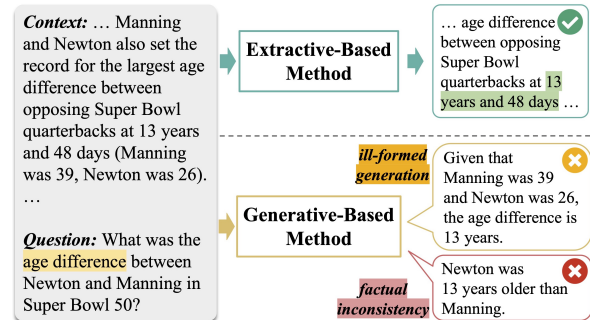 Context: … Manning
and Newton also set the
record for the largest age
difference between
opposing Super Bowl
quarterbacks at 13 years
and 48 days (Manning
was 39, Newton was 26).
…
Question: What was the
age difference between
Newton and Manning in
Super Bowl 50?
Extractive-Based
Method
… age difference
between opposing
Super Bowl
quarterbacks at 13
years and 48 days …
ill-formed
generation
Generative-Based
Method
factual
inconsistency
Given that
Manning was 39
and Newton was 26,
the age difference is
13 years.
Newton was
13 years older than
Manning.